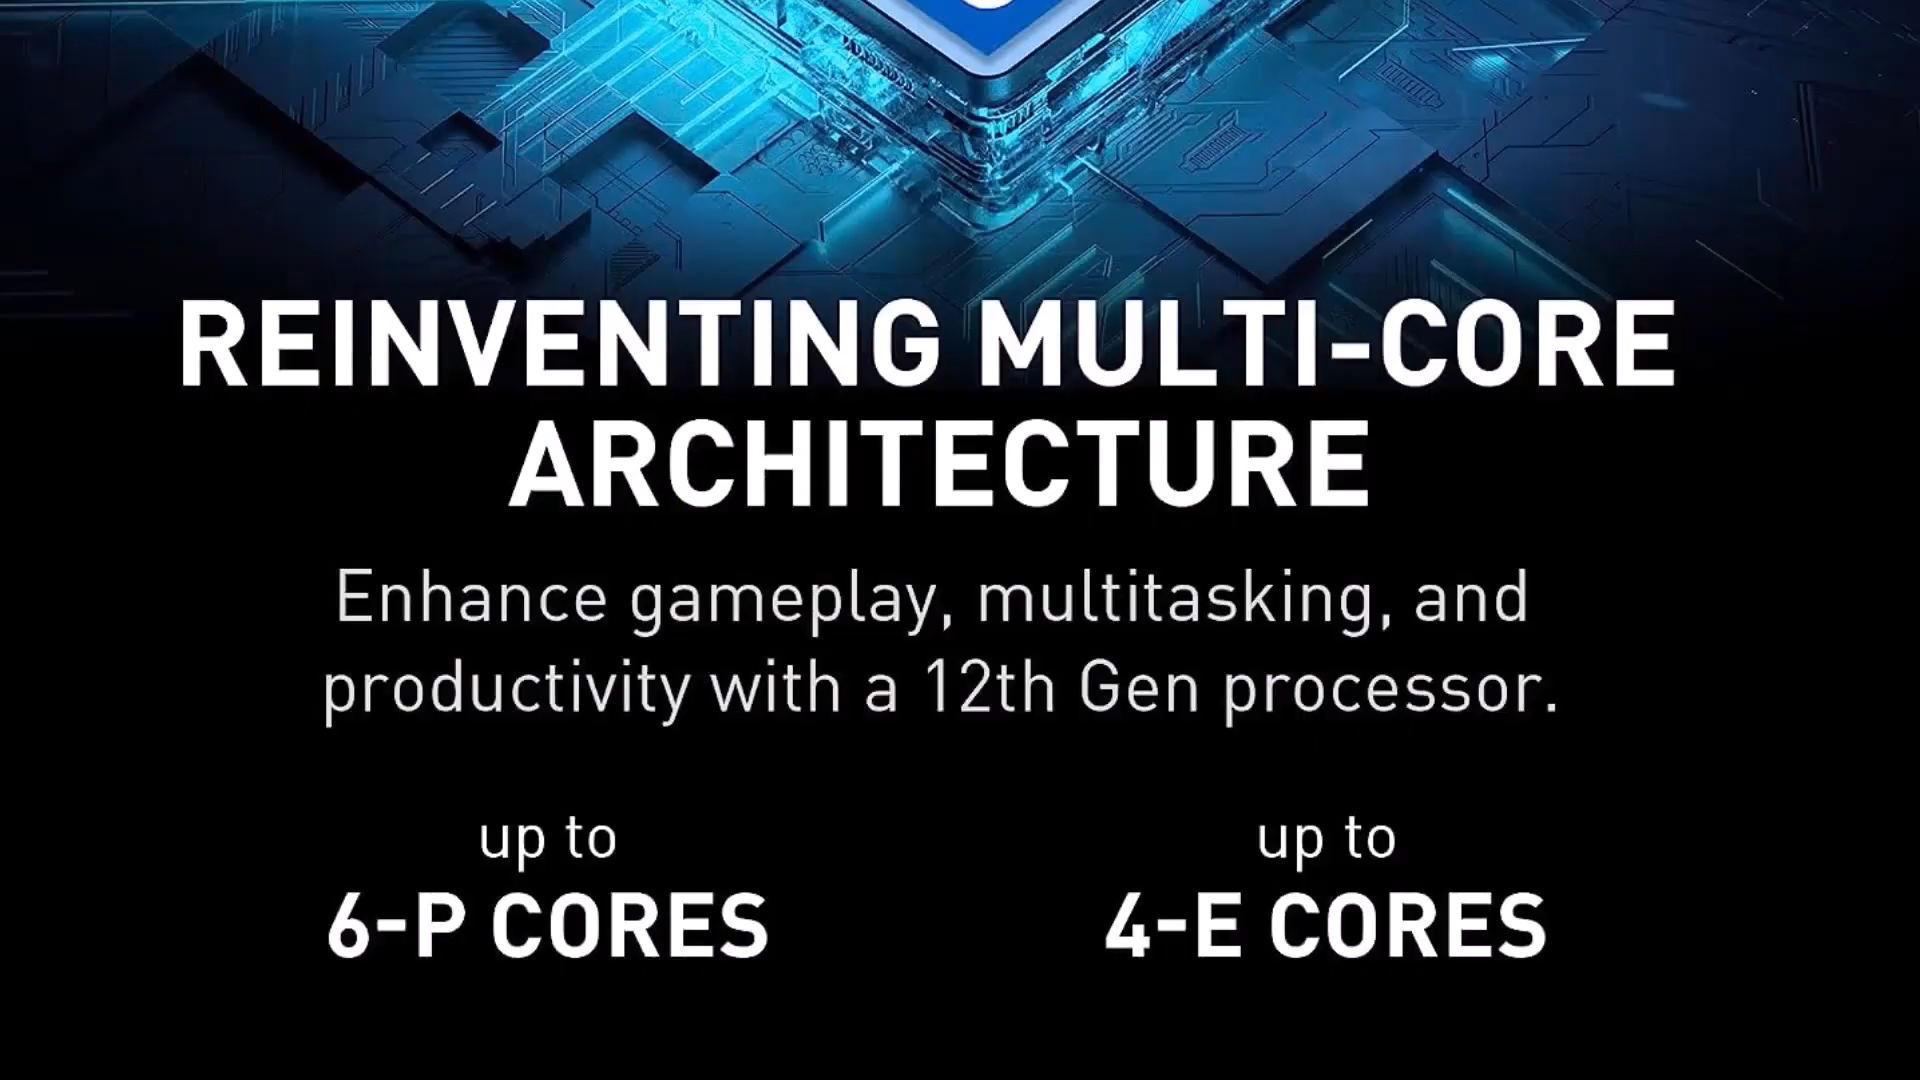 REINVENTING MULTI-CORE
ARCHITECTURE
Enhance gameplay, multitasking, and
productivity with a 12th Gen processor.
up to
6-P CORES
up to
4-E CORES